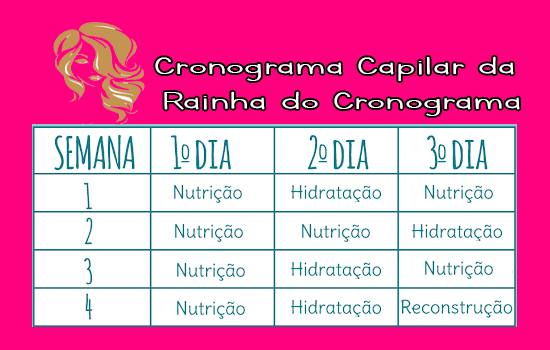 Cronograma Capilar da
Rainha do Cronograma
SEMANA 1º DIA 2º DIA 3º DIA
1 Nutrição Hidratação Nutrição
2 Nutrição Nutrição Hidratação
3 Nutrição Hidratação Nutrição
4 Nutrição Hidratação Reconstrução